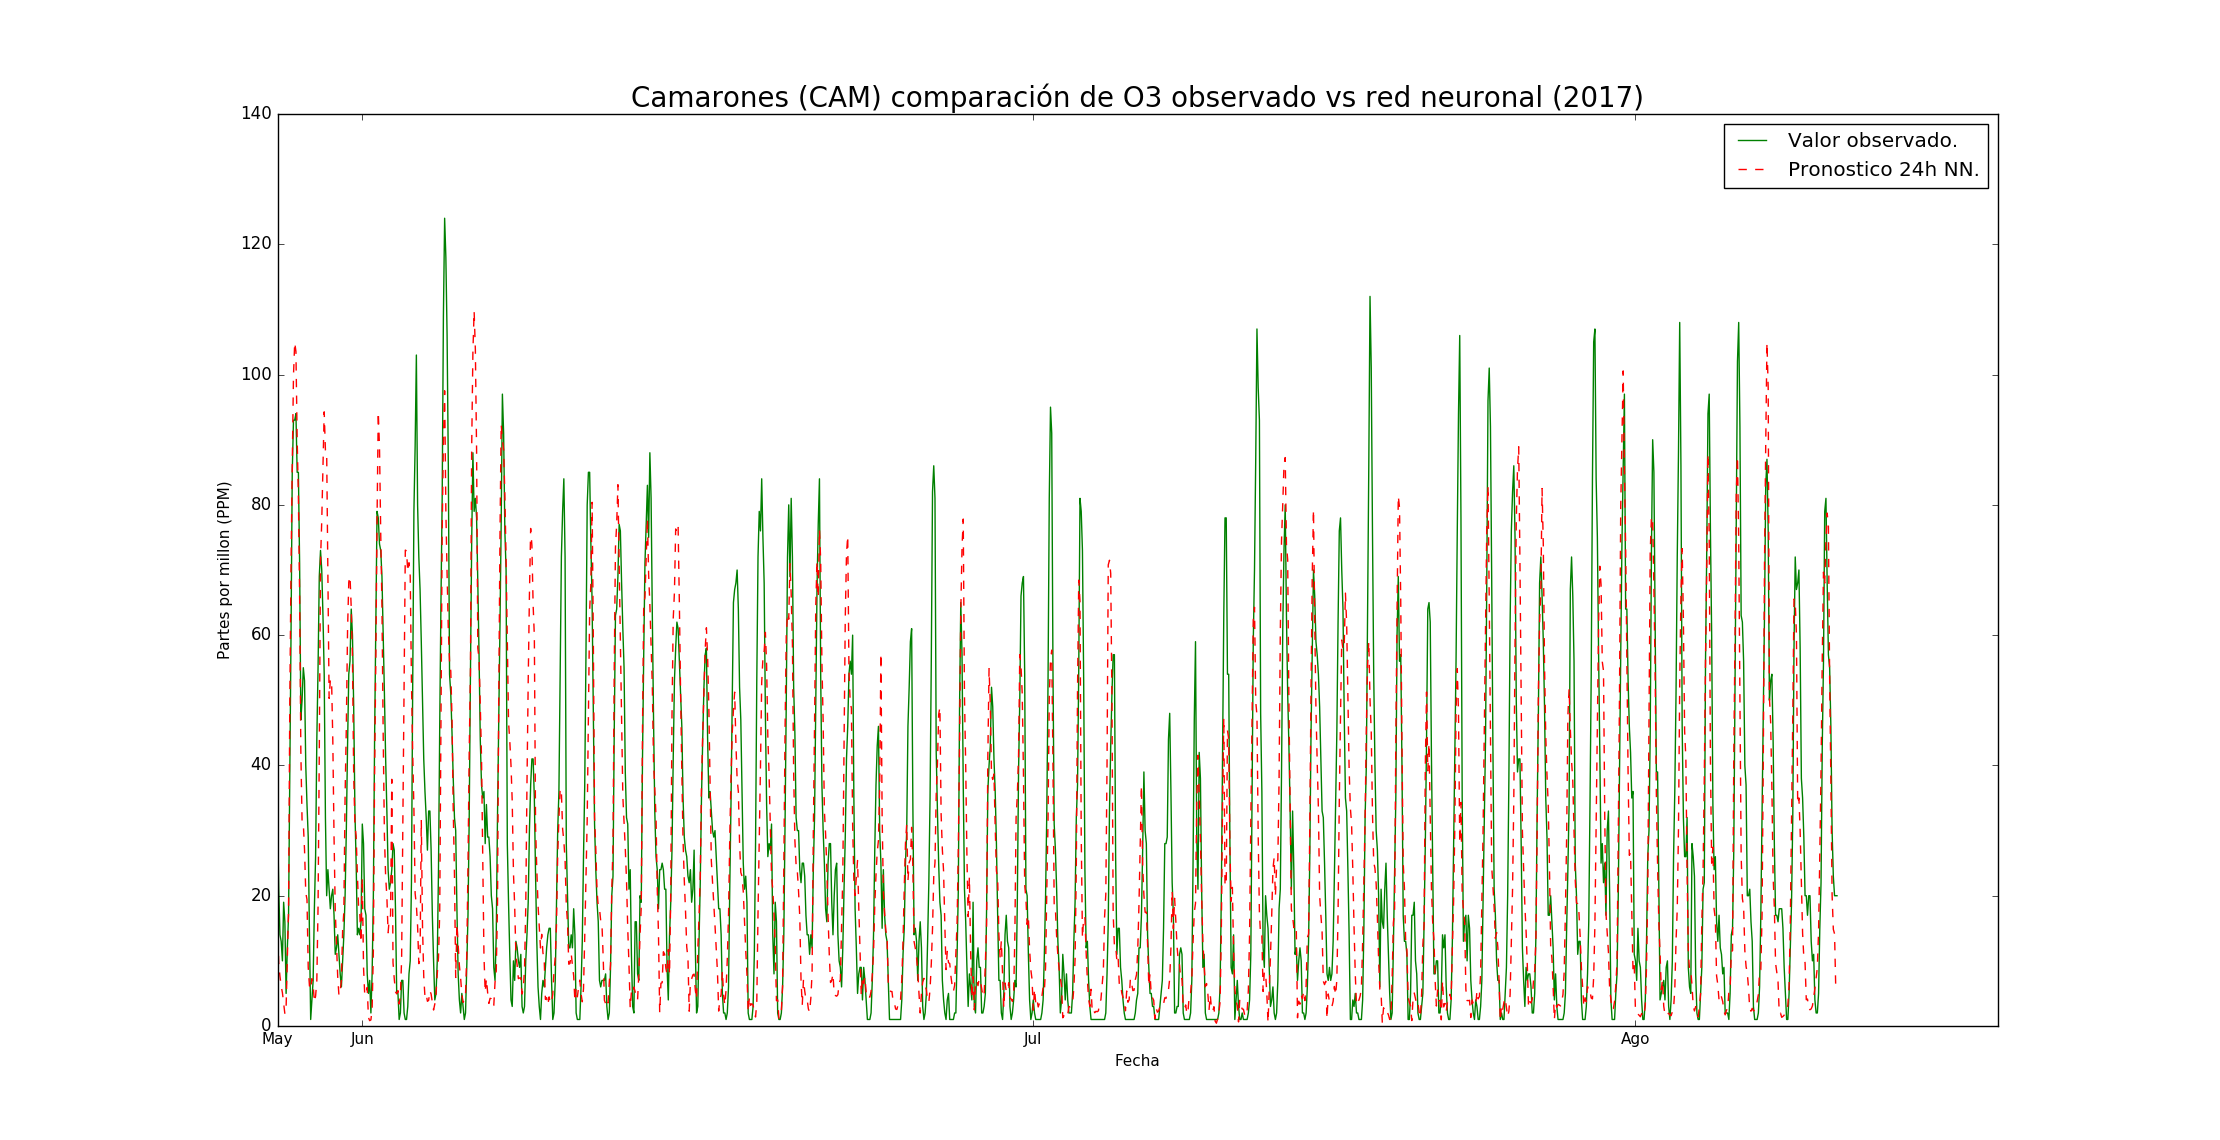 Camarones (CAM) comparación de O3 observado vs red neuronal (2017)
140
120
100
80
60
40
20
0
Partes por millon (PPM)
Valor observado.
Pronostico 24h NN.
May
Jun
Jul
Ago
Fecha